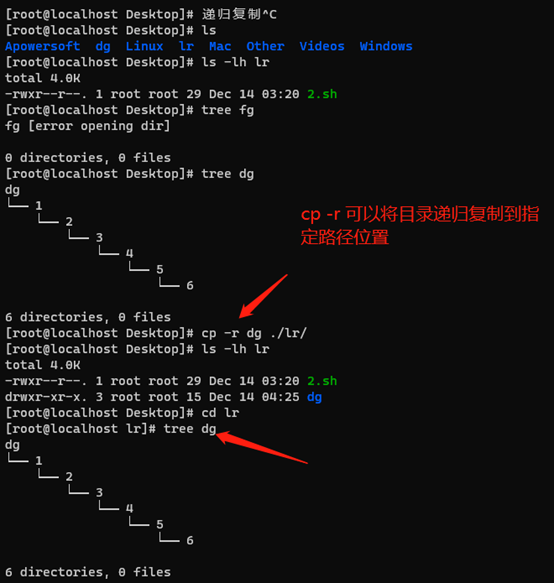 [root@localhost Desktop]# 递归复制^C
[root@localhost Desktop]# ls
Apowersoft  dg  Linux  lr  Mac  Other  Videos  Windows
[root@localhost Desktop]# ls -lh lr
total 4.0K
-rwxr--r--. 1 root root 29 Dec 14 03:20 2.sh
[root@localhost Desktop]# tree fg
fg [error opening dir]

0 directories, 0 files
[root@localhost Desktop]# tree dg
dg
└── 1
    └── 2
        └── 3
            └── 4
                └── 5
                    └── 6
cp -r 可以将目录递归复制到指
定路径位置

6 directories, 0 files
[root@localhost Desktop]# cp -r dg ./lr/
[root@localhost Desktop]# ls -lh lr
total 4.0K
-rwxr--r--. 1 root root 29 Dec 14 03:20 2.sh
drwxr-xr-x. 3 root root 15 Dec 14 04:25 dg
[root@localhost Desktop]# cd lr
[root@localhost lr]# tree dg
dg
└── 1
    └── 2
        └── 3
            └── 4
                └── 5
                    └── 6

6 directories, 0 files